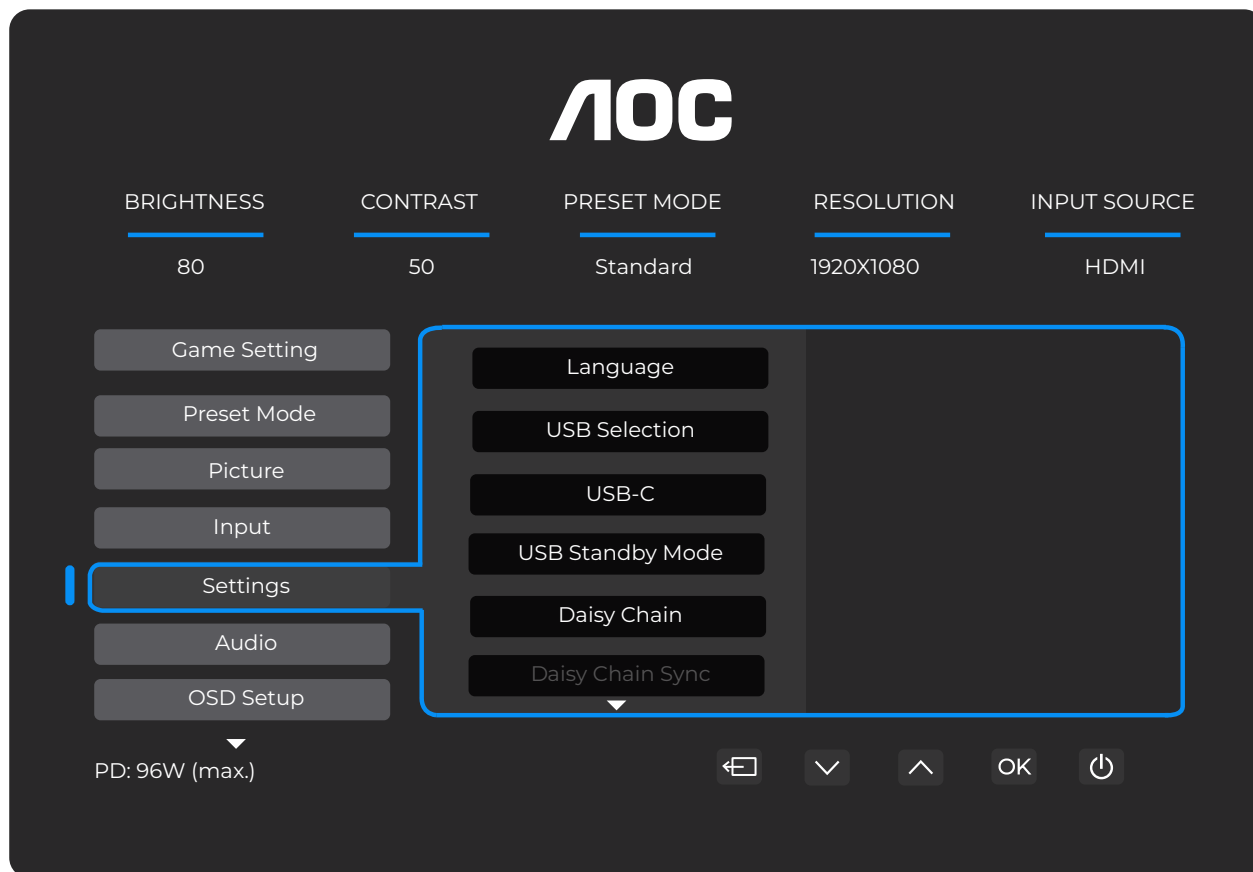 AOC
BRIGHTNESS CONTRAST PRESET MODE RESOLUTION INPUT SOURCE
80 50 Standard 1920X1080 HDMI
Game Setting
Preset Mode
Picture
Input
Settings
Audio
OSD Setup
Language
USB Selection
USB-C
USB Standby Mode
Daisy Chain
Daisy Chain Sync
PD: 96W (max.)
OK